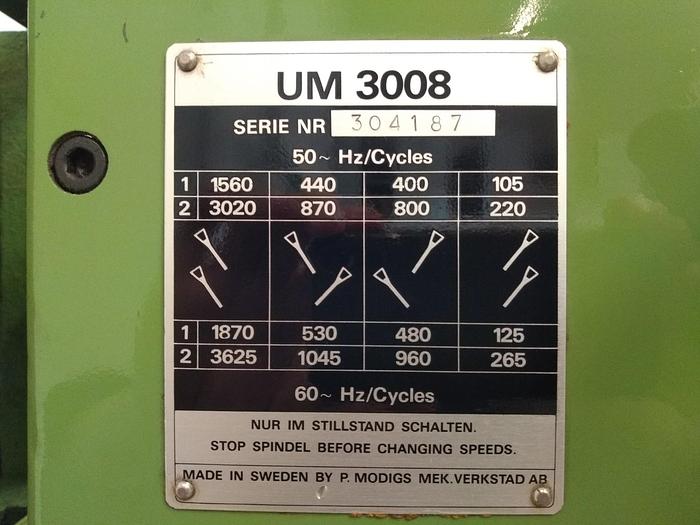 UM 3008
SERIE NR 304187
50~ Hz/Cycles
1 1560 440 400 105
2 3020 870 800 220
1 1870 530 480 125
2 3625 1045 960 265
60~ Hz/Cycles
NUR IM STILLSTAND SCHALTEN.
STOP SPINDEL BEFORE CHANGING SPEEDS.
MADE IN SWEDEN BY P. MODIGS MEK.VERKSTAD AB